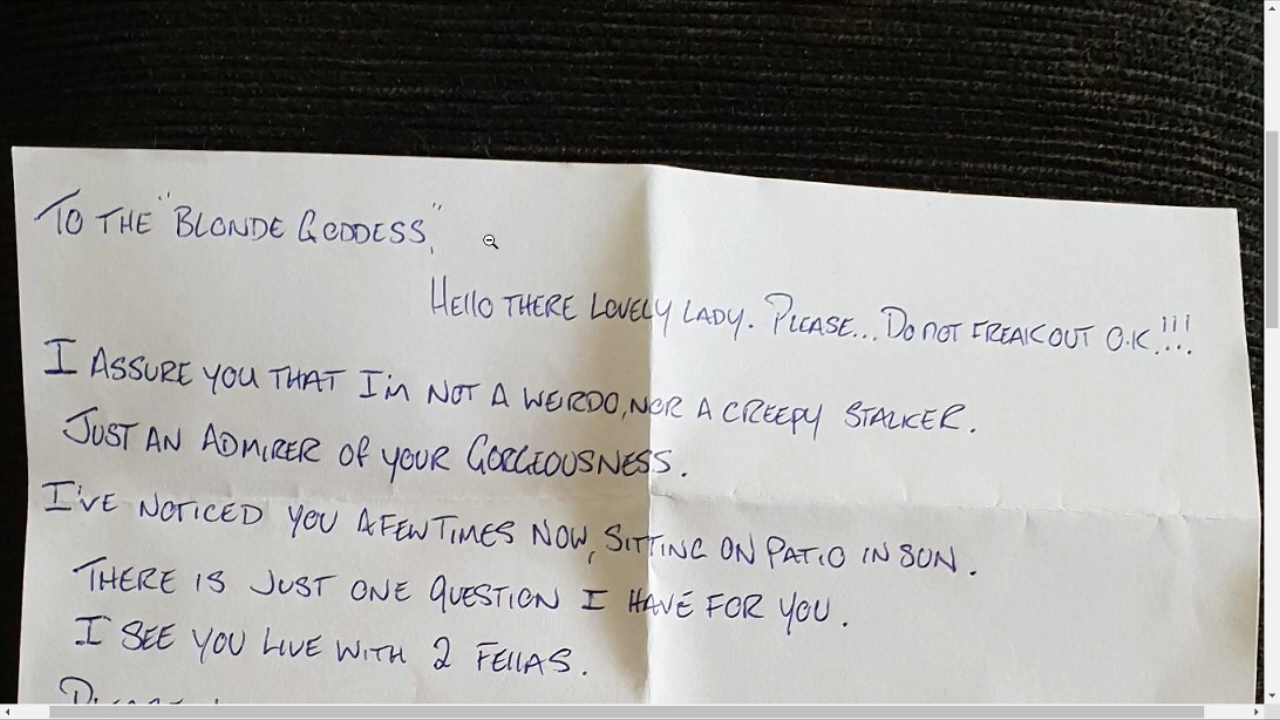 TO THE "BLONDE GODDESS,"
HEllO THERE LOVELY LADY. PLEASE... DO NOT FREAK OUT O.K.!!!
I ASSURE YOU THAT I'M NOT A WERDO, NOR A CREEPY STALKER.
JUST AN ADMIRER Of YOUR GORGEOUSNESS.
I'VE NOTICED YOU A FEW TIMES NOW, SITTING ON PATIO IN SUN.
THERE IS JUST ONE QUESTION I HAVE FOR YOU.
I SEE YOU LIVE WITH 2 FEllAS.